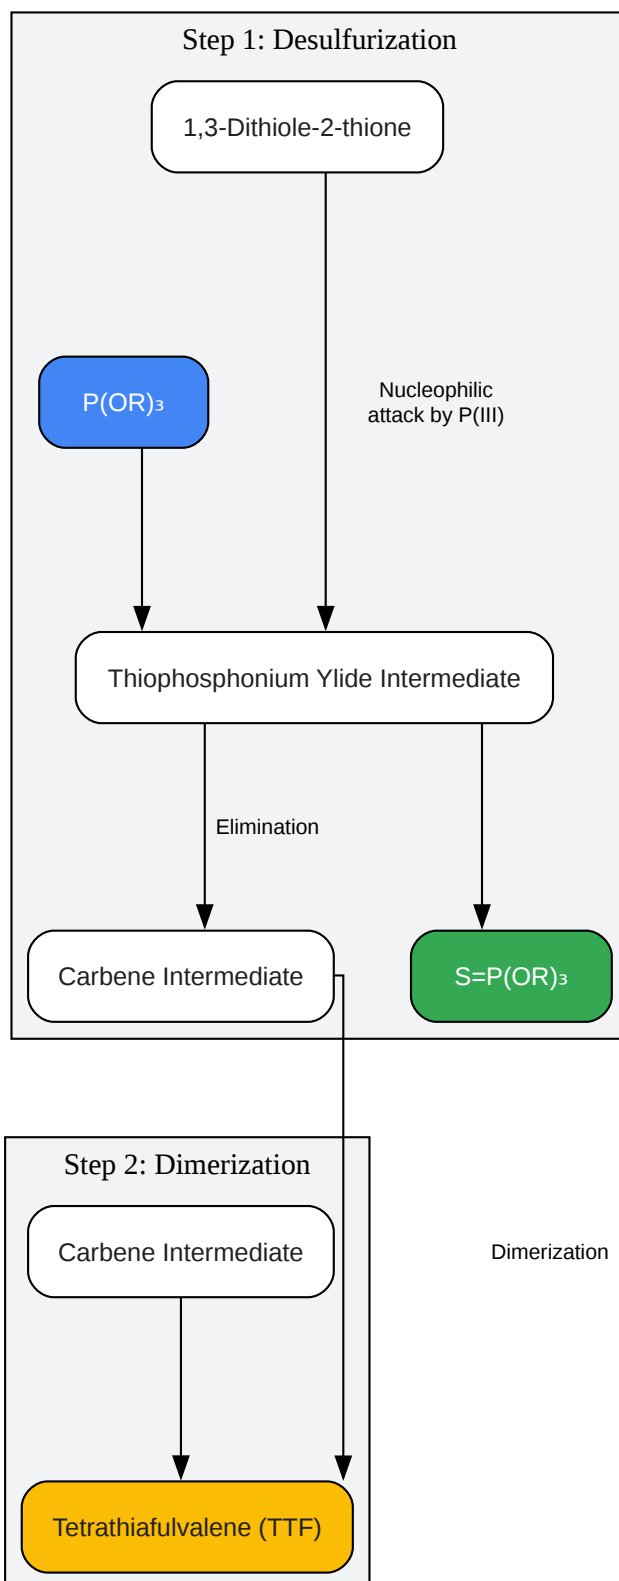 Step 1: Desulfurization
1,3-Dithiole-2-thione
P(OR)₃
Nucleophilic
attack by P(III)
Thiophosphonium Ylide Intermediate
Elimination
Carbene Intermediate
S=P(OR)₃
Step 2: Dimerization
Carbene Intermediate
Dimerization
Tetrathiafulvalene (TTF)